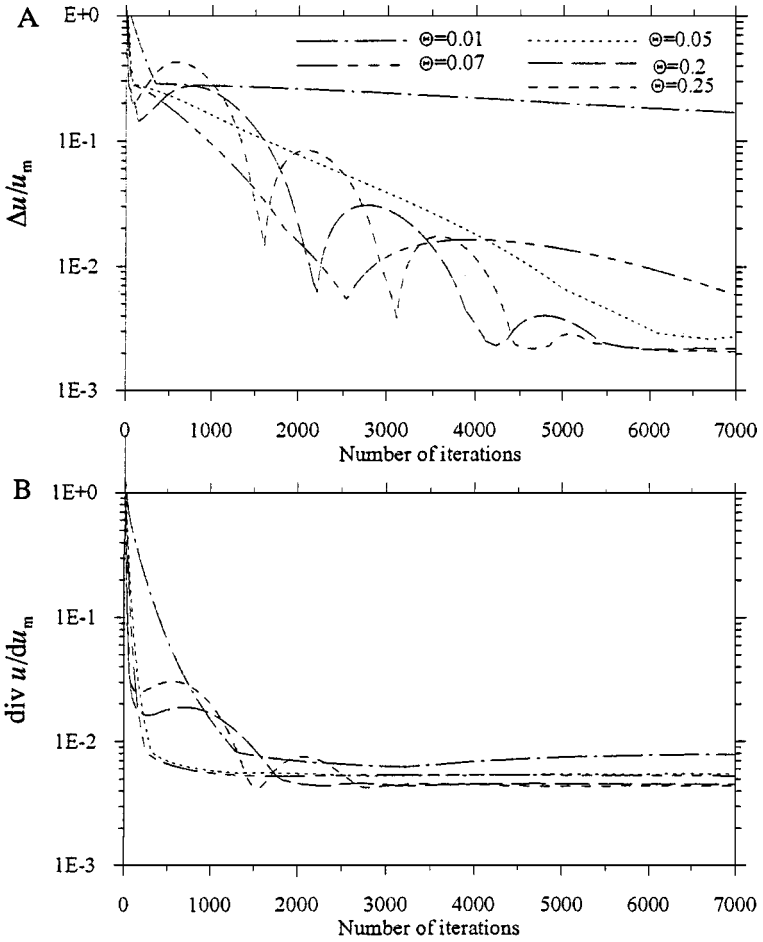 A
E+0
Θ=0.01
Θ=0.05
Θ=0.07
Θ=0.2
Θ=0.25
1E-1
Δu/uₘ
1E-2
1E-3
0 1000 2000 3000 4000 5000 6000 7000
Number of iterations
B
1E+0
1E-1
div u/duₘ
1E-2
1E-3
0 1000 2000 3000 4000 5000 6000 7000
Number of iterations